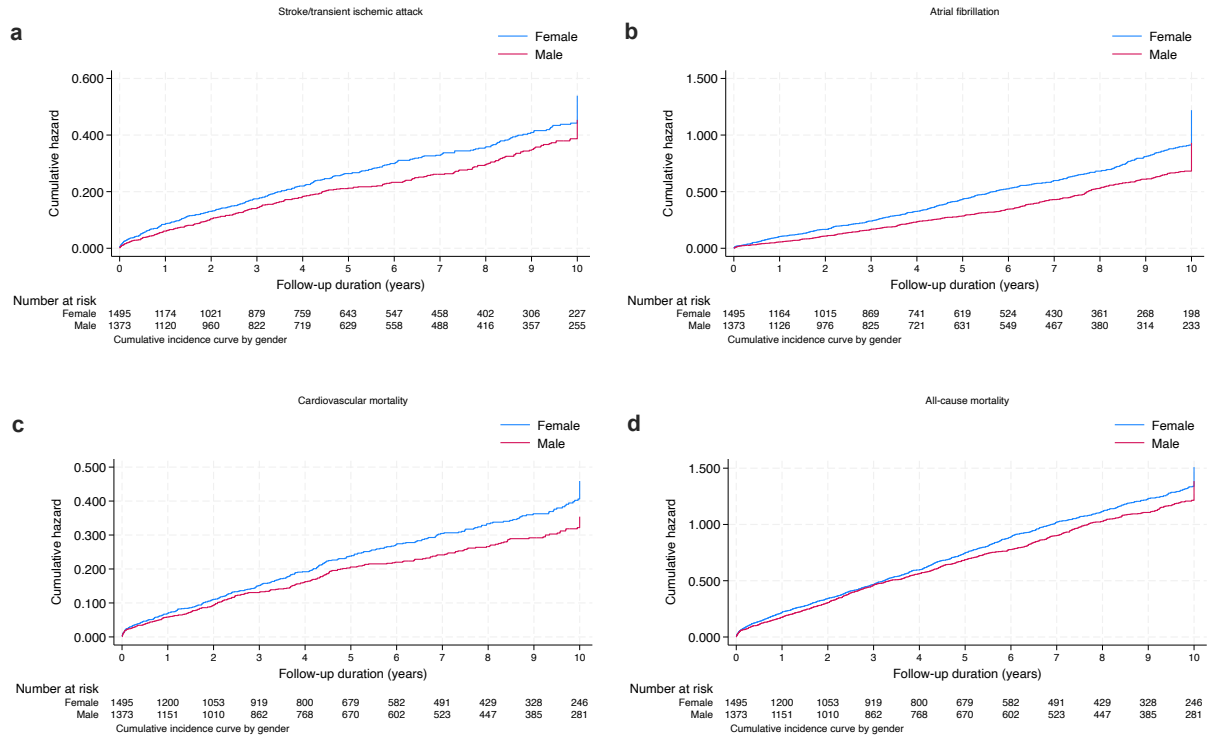 Stroke/transient ischemic attack
a
Female
Male
0.600
0.400
0.200
0.000
Cumulative hazard
0 1 2 3 4 5 6 7 8 9 10
Follow-up duration (years)
Number at risk
Female 1495 1174 1021 879 759 643 547 458 402 306 227
Male 1373 1120 960 822 719 629 558 488 416 357 255
Cumulative incidence curve by gender
Atrial fibrillation
b
Female
Male
1.500
1.000
0.500
0.000
Cumulative hazard
0 1 2 3 4 5 6 7 8 9 10
Follow-up duration (years)
Number at risk
Female 1495 1164 1015 869 741 619 524 430 361 268 198
Male 1373 1126 976 825 721 631 549 467 380 314 233
Cumulative incidence curve by gender
Cardiovascular mortality
c
Female
Male
0.500
0.400
0.300
0.200
0.100
0.000
Cumulative hazard
0 1 2 3 4 5 6 7 8 9 10
Follow-up duration (years)
Number at risk
Female 1495 1200 1053 919 800 679 582 491 429 328 246
Male 1373 1151 1010 862 768 670 602 523 447 385 281
Cumulative incidence curve by gender
All-cause mortality
d
Female
Male
1.500
1.000
0.500
0.000
Cumulative hazard
0 1 2 3 4 5 6 7 8 9 10
Follow-up duration (years)
Number at risk
Female 1495 1200 1053 919 800 679 582 491 429 328 246
Male 1373 1151 1010 862 768 670 602 523 447 385 281
Cumulative incidence curve by gender